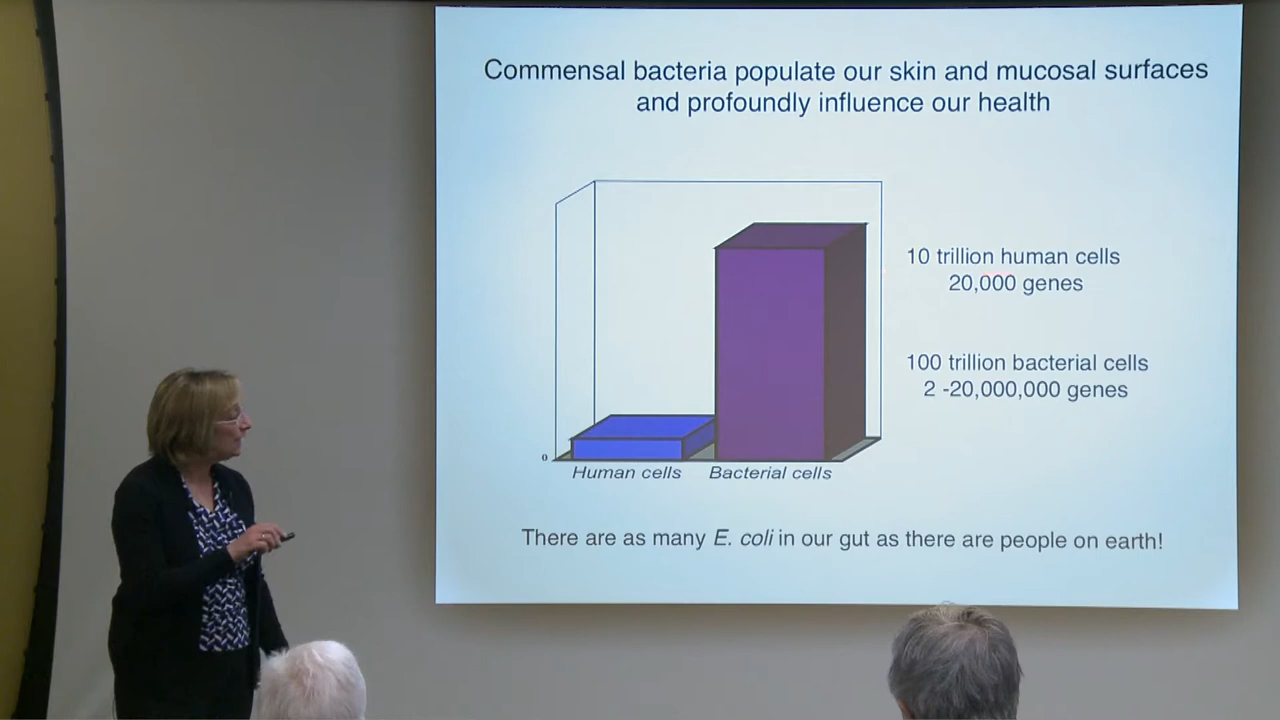 Commensal bacteria populate our skin and mucosal surfaces
and profoundly influence our health
10 trillion human cells
20,000 genes
100 trillion bacterial cells
2 -20,000,000 genes
0
Human cells Bacterial cells
There are as many E. coli in our gut as there are people on earth!